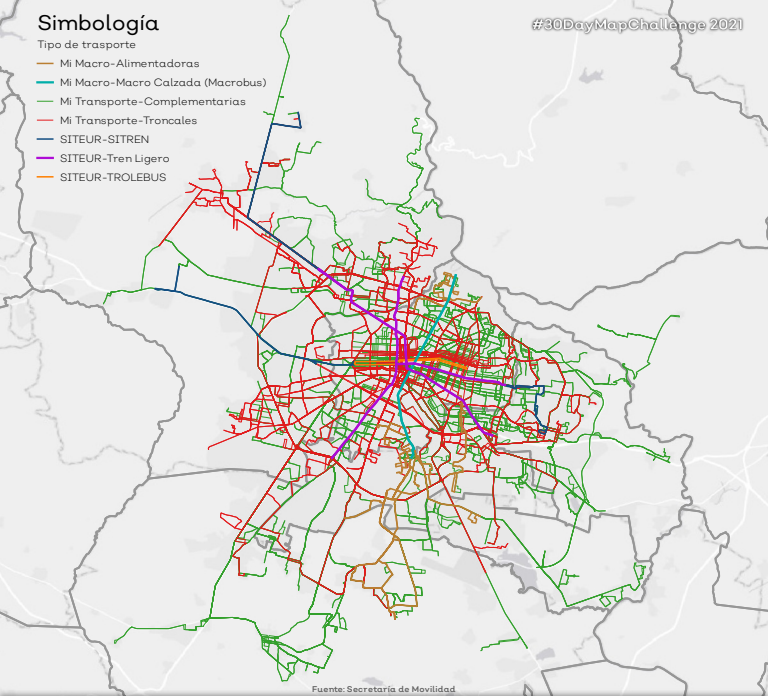 Simbología
#30DayMapChallenge 2021
Tipo de trasporte
Mi Macro-Alimentadoras
Mi Macro-Macro Calzada (Macrobus)
Mi Transporte-Complementarias
Mi Transporte-Troncales
SITEUR-SITREN
SITEUR-Tren Ligero
SITEUR-TROLEBUS
Fuente: Secretaría de Movilidad